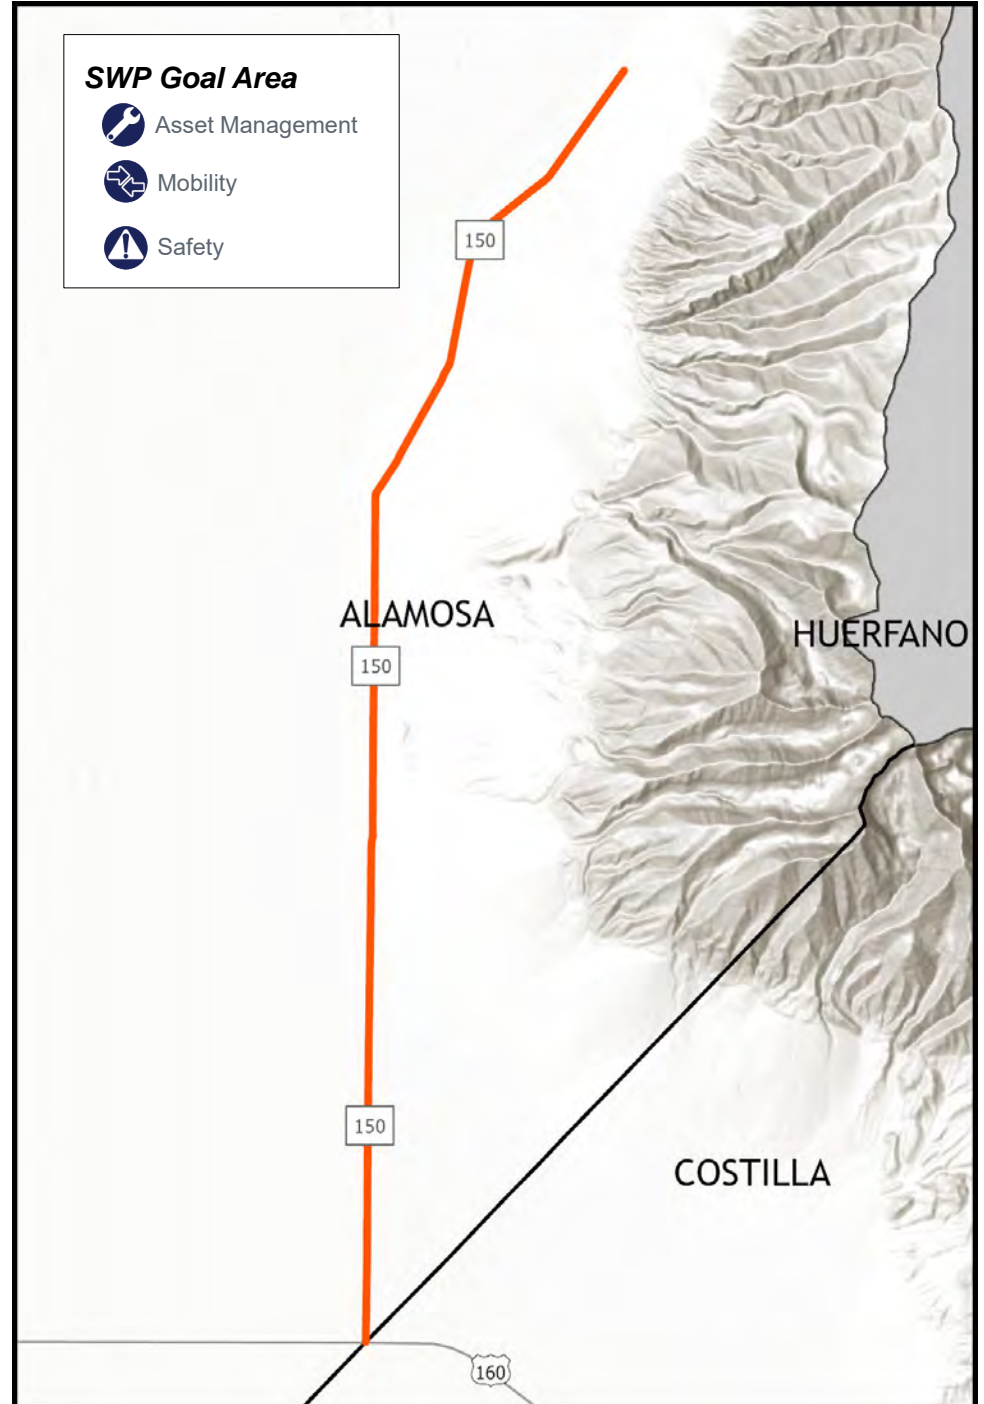 SWP Goal Area
Asset Management
Mobility
Safety
150
ALAMOSA
HUERFANO
150
150
COSTILLA
160